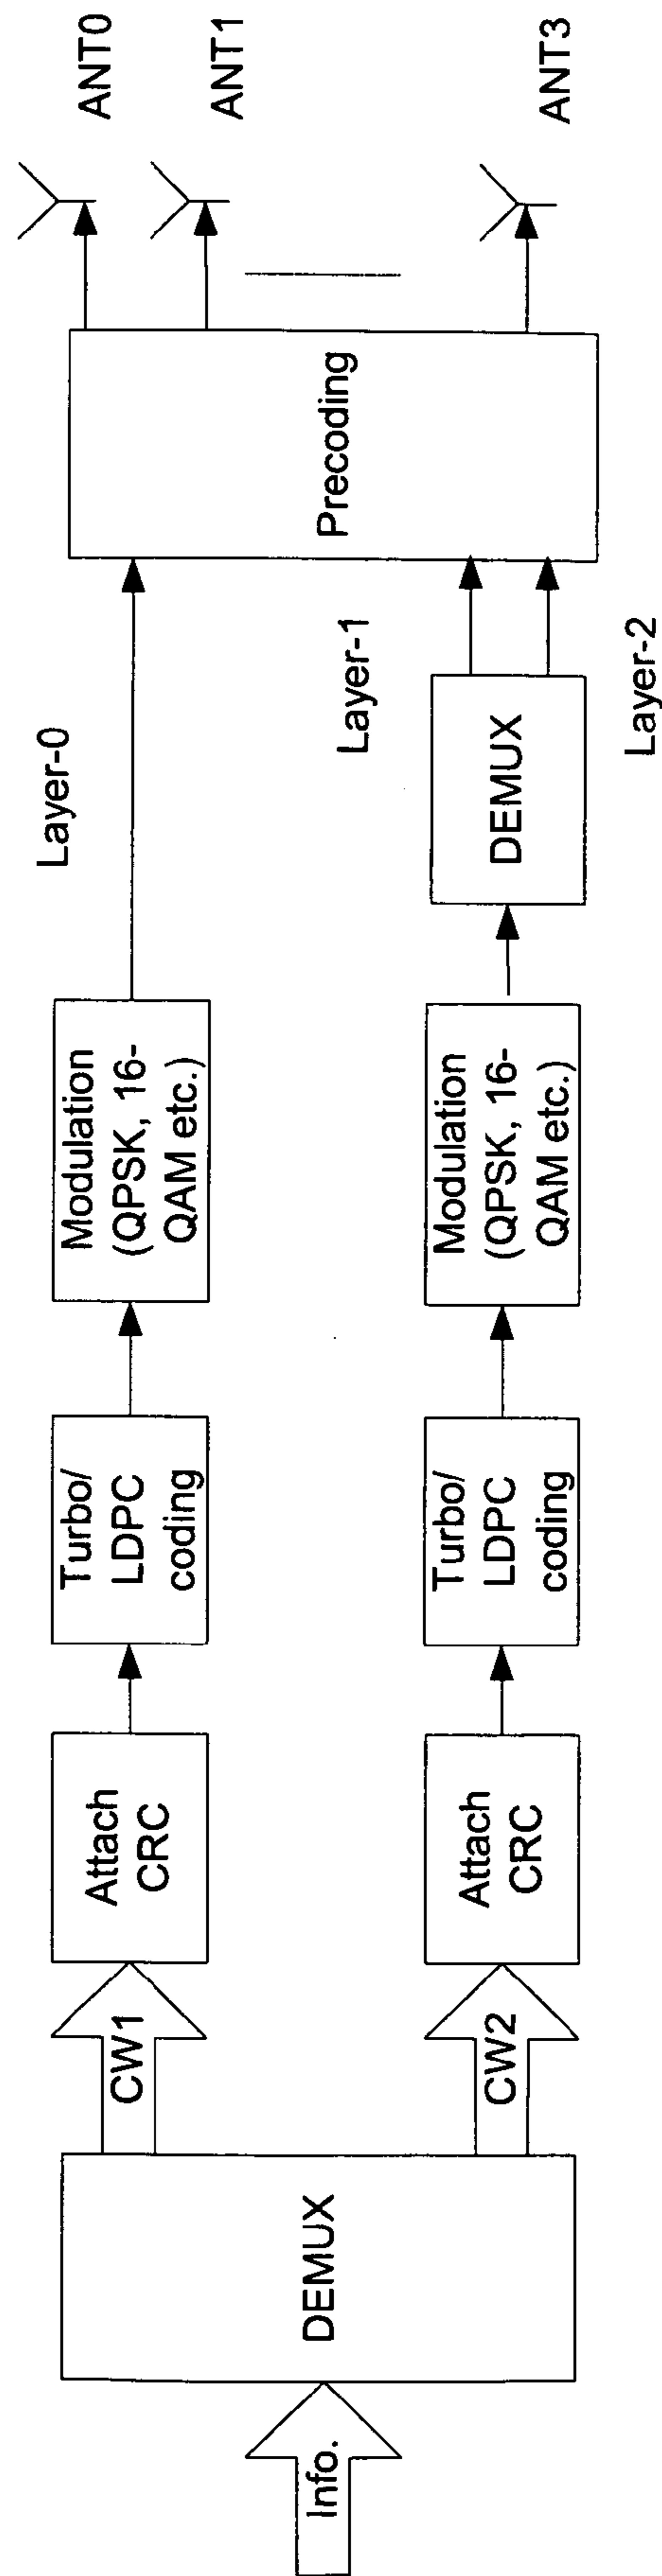 Info.
DEMUX
CW1
Attach
CRC
Turbo/
LDPC
coding
Modulation
(QPSK, 16-
QAM etc.)
Layer-0
CW2
Attach
CRC
Turbo/
LDPC
coding
Modulation
(QPSK, 16-
QAM etc.)
DEMUX
Layer-1
Layer-2
Precoding
ANT0
ANT1
ANT3